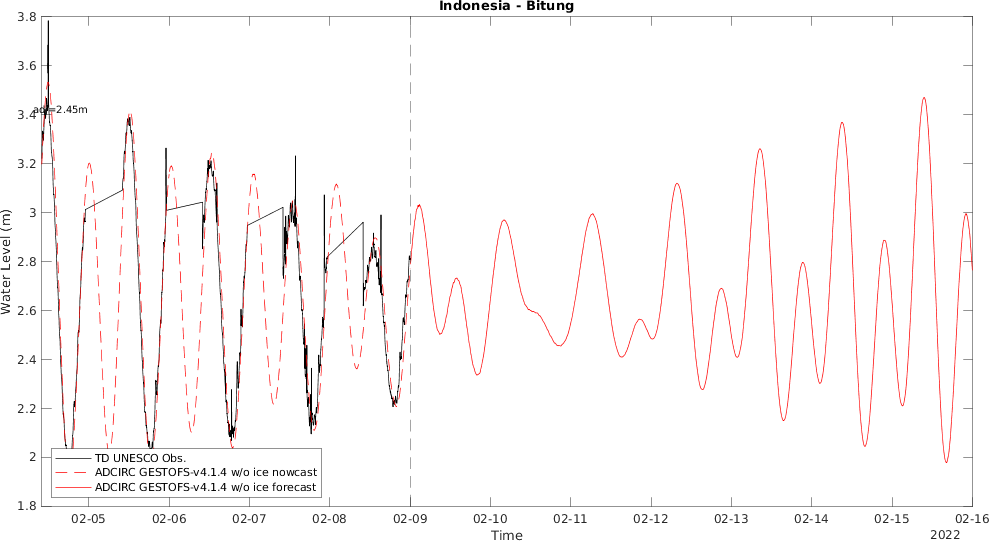 Indonesia - Bitung
3.8
3.6
3.4
3.2
3
2.8
2.6
2.4
2.2
2
1.8
Water Level (m)
=2.45m
TD UNESCO Obs.
ADCIRC GESTOFS-v4.1.4 w/o ice nowcast
ADCIRC GESTOFS-v4.1.4 w/o ice forecast
02-05 02-06 02-07 02-08 02-09 02-10 02-11 02-12 02-13 02-14 02-15 02-16
Time
2022